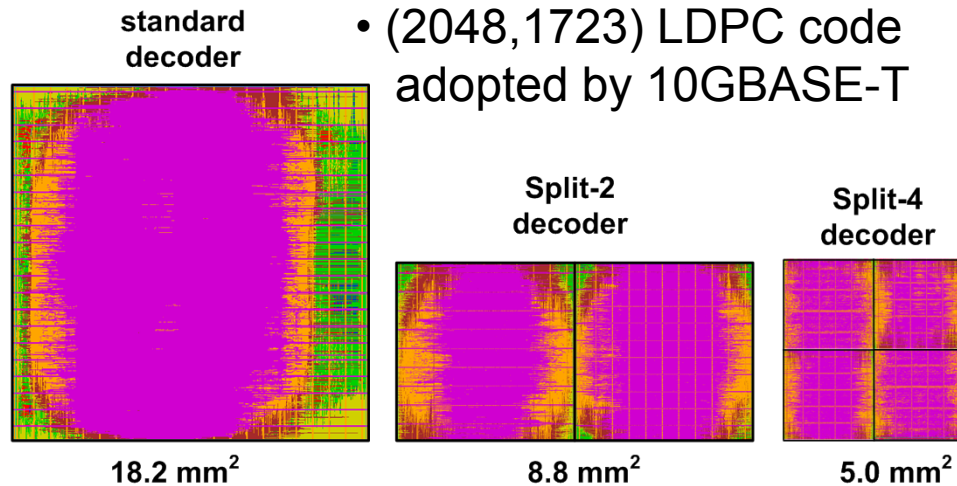 standard
decoder
• (2048,1723) LDPC code
adopted by 10GBASE-T
Split-2
decoder
Split-4
decoder
18.2 mm²
8.8 mm²
5.0 mm²